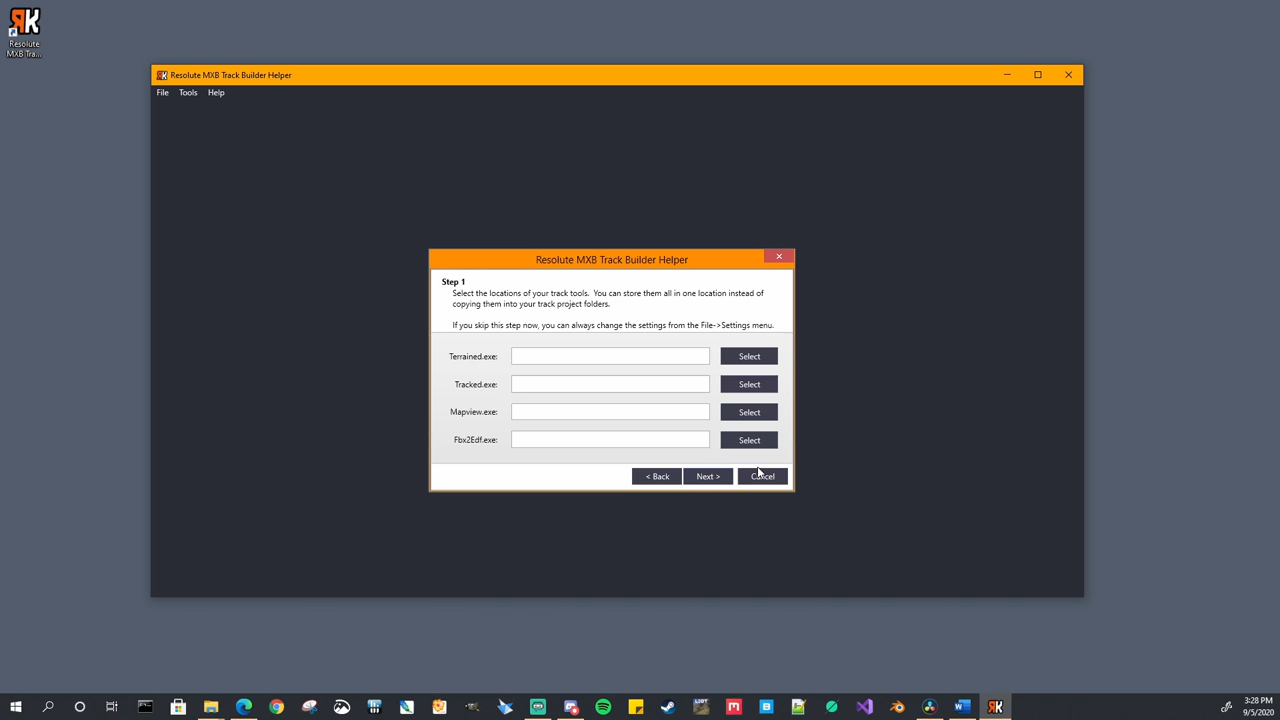 Resolute
MXB Tra...
Resolute MXB Track Builder Helper
File Tools Help
Resolute MXB Track Builder Helper
Step 1
Select the locations of your track tools. You can store them all in one location instead of
copying them into your track project folders.
If you skip this step now, you can always change the settings from the File->Settings menu.
Terrained.exe: Select
Tracked.exe: Select
Mapview.exe: Select
Fbx2Edf.exe: Select
< Back Next > Cancel
3:28 PM
9/5/2020